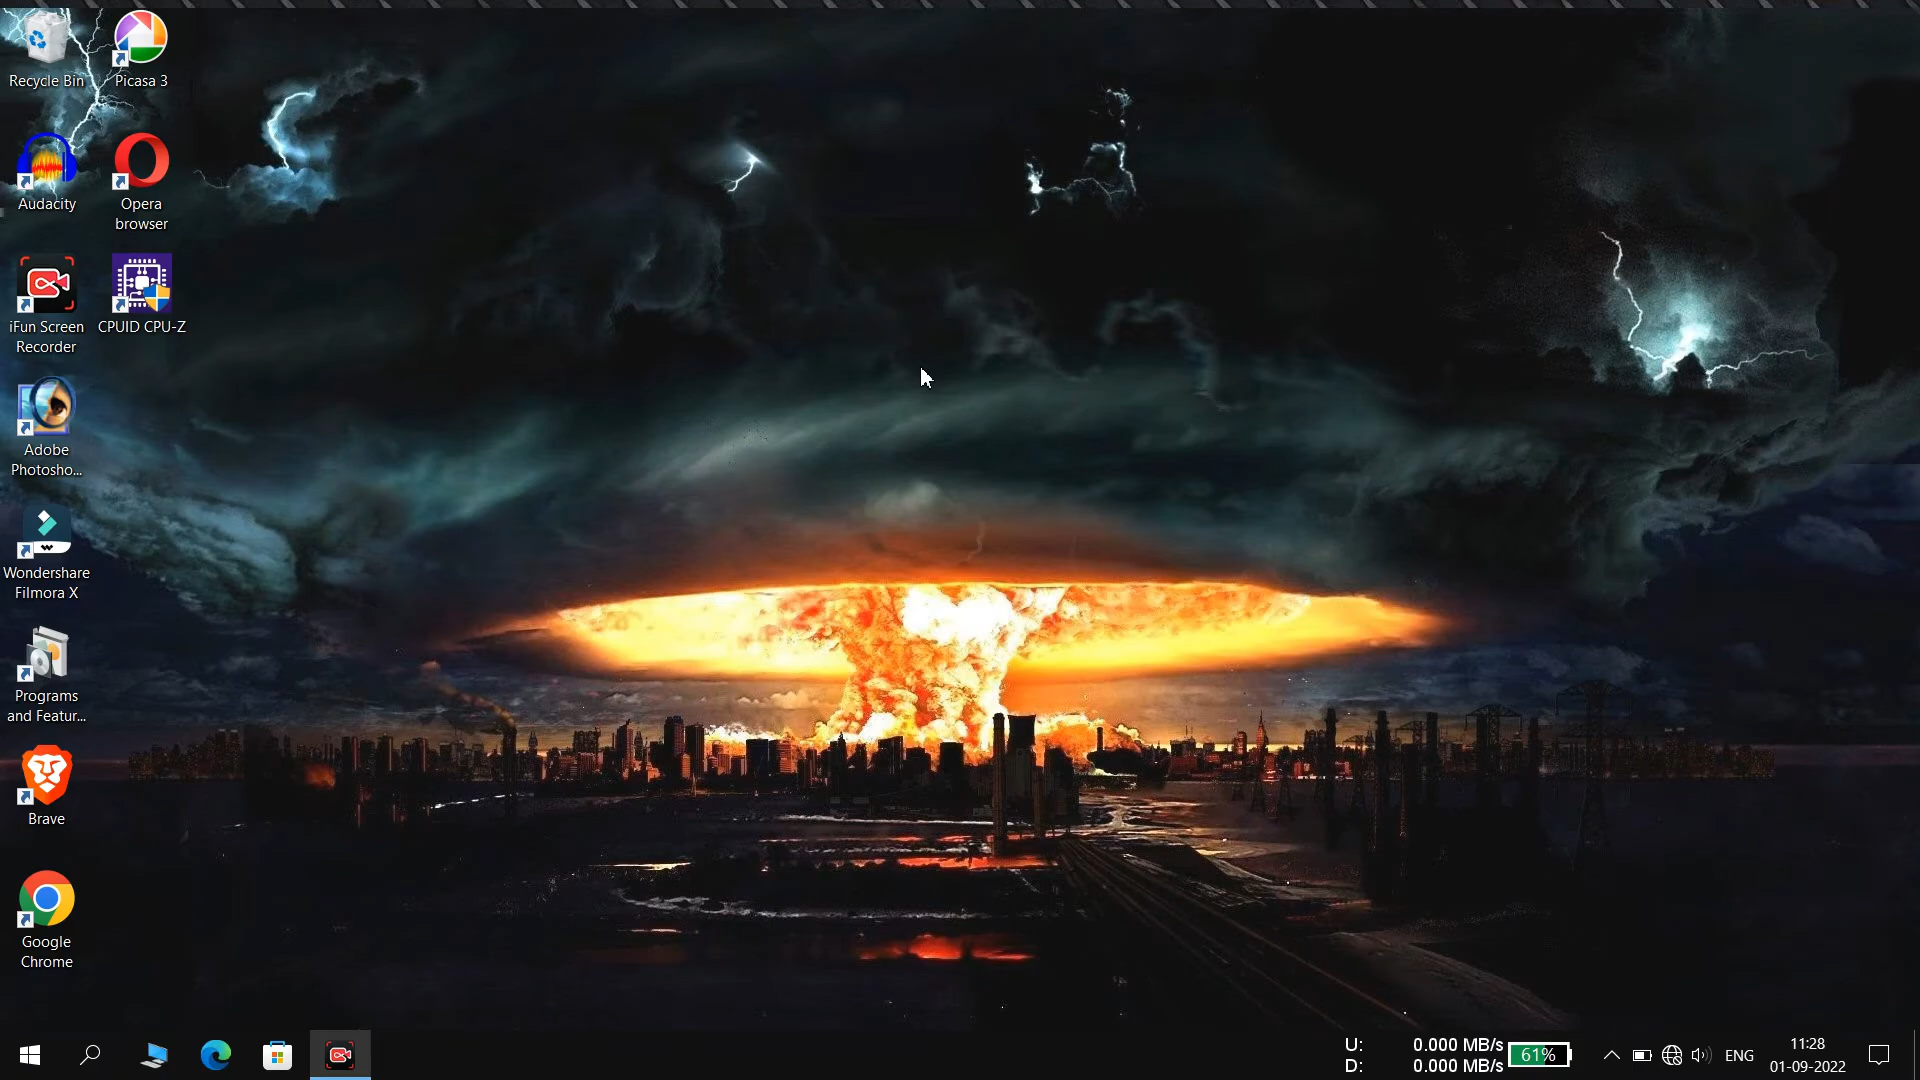 Recycle Bin
Picasa 3
Audacity
Opera
browser
iFun Screen
Recorder
CPUID CPU-Z
Adobe
Photosho...
Wondershare
Filmora X
Programs
and Featur...
Brave
Google
Chrome
U: 0.000 MB/s
D: 0.000 MB/s
61%
ENG
11:28
01-09-2022